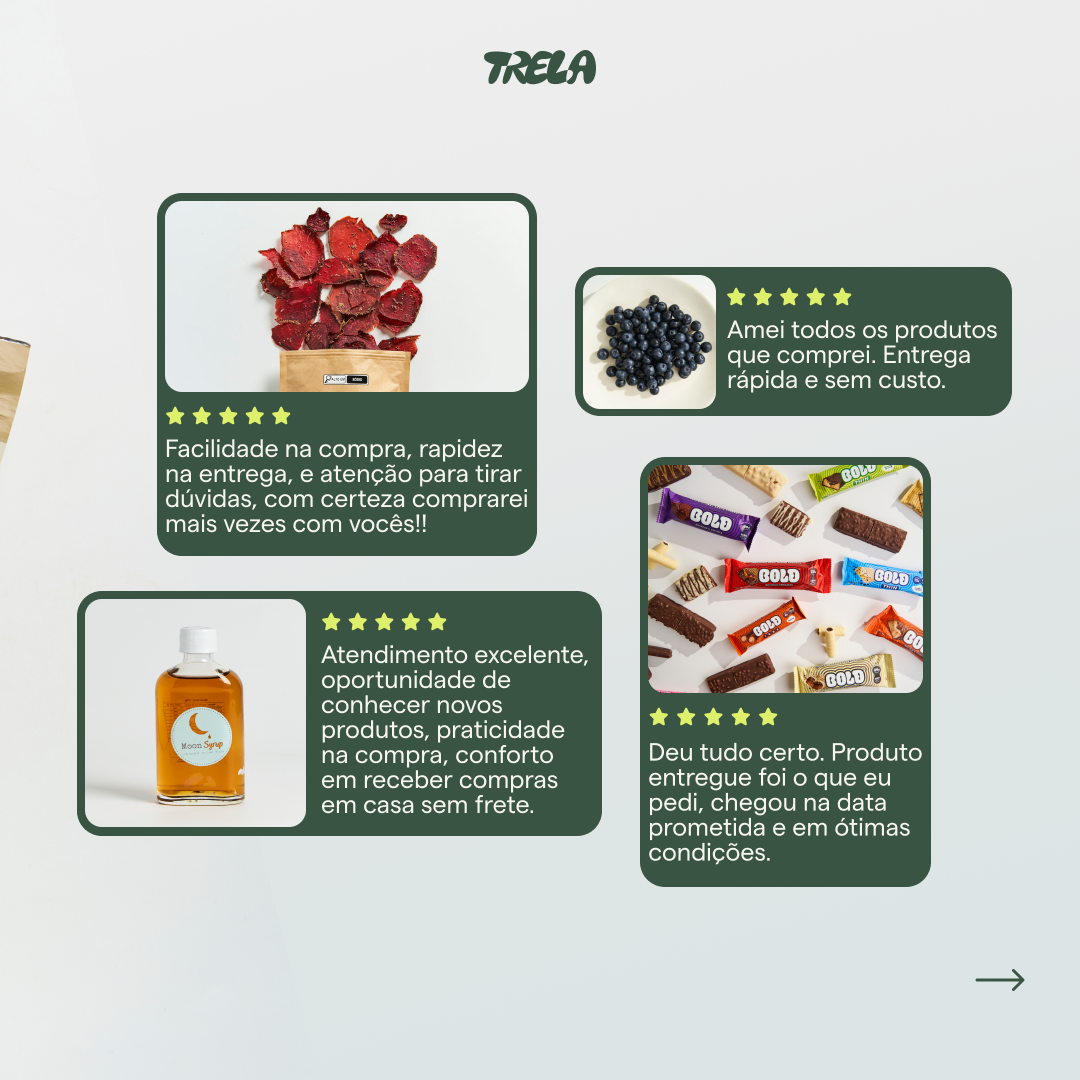 TRELA
Facilidade na compra, rapidez
na entrega, e atenção para tirar
dúvidas, com certeza comprarei
mais vezes com vocês!!
Amei todos os produtos
que comprei. Entrega
rápida e sem custo.
Atendimento excelente,
oportunidade de
conhecer novos
produtos, praticidade
na compra, conforto
em receber compras
em casa sem frete.
Moon Syrup
BOLD
BOLD
BOLD
BOLD
BOLD
Deu tudo certo. Produto
entregue foi o que eu
pedi, chegou na data
prometida e em ótimas
condições.